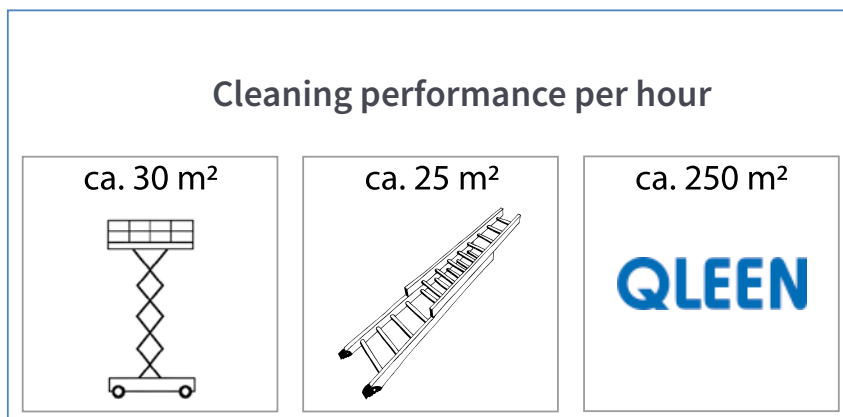 Cleaning performance per hour
ca. 30 m²
ca. 25 m²
ca. 250 m²
QLEEN